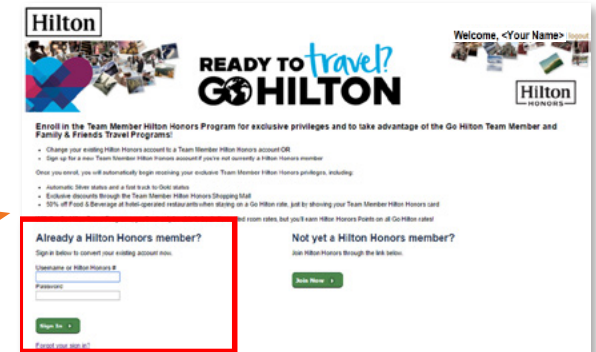 Hilton
Welcome, <Your Name> logout
READY TO travel?
GO HILTON
Hilton
HONORS
Enroll in the Team Member Hilton Honors Program for exclusive privileges and to take advantage of the Go Hilton Team Member and
Family & Friends Travel Programs!
Change your existing Hilton Honors account to a Team Member Hilton Honors account OR
Sign up for a new Team Member Hilton Honors account if you're not currently a Hilton Honors member
Once you enroll, you will automatically begin receiving your exclusive Team Member Hilton Honors privileges, including:
Automatic Silver status and a fast track to Gold status
Exclusive discounts through the Team Member Hilton Honors Shopping Mall
50% off Food & Beverage at hotel-operated restaurants when staying on a Go Hilton rate, just by showing your Team Member Hilton Honors card
room rates, but you'll earn Hilton Honors Points on all Go Hilton rates!
Already a Hilton Honors member?
Sign in below to convert your existing account now.
Username or Hilton Honors #
Password
Sign In
Forgot your sign in?
Not yet a Hilton Honors member?
Join Hilton Honors through the link below.
Join Now